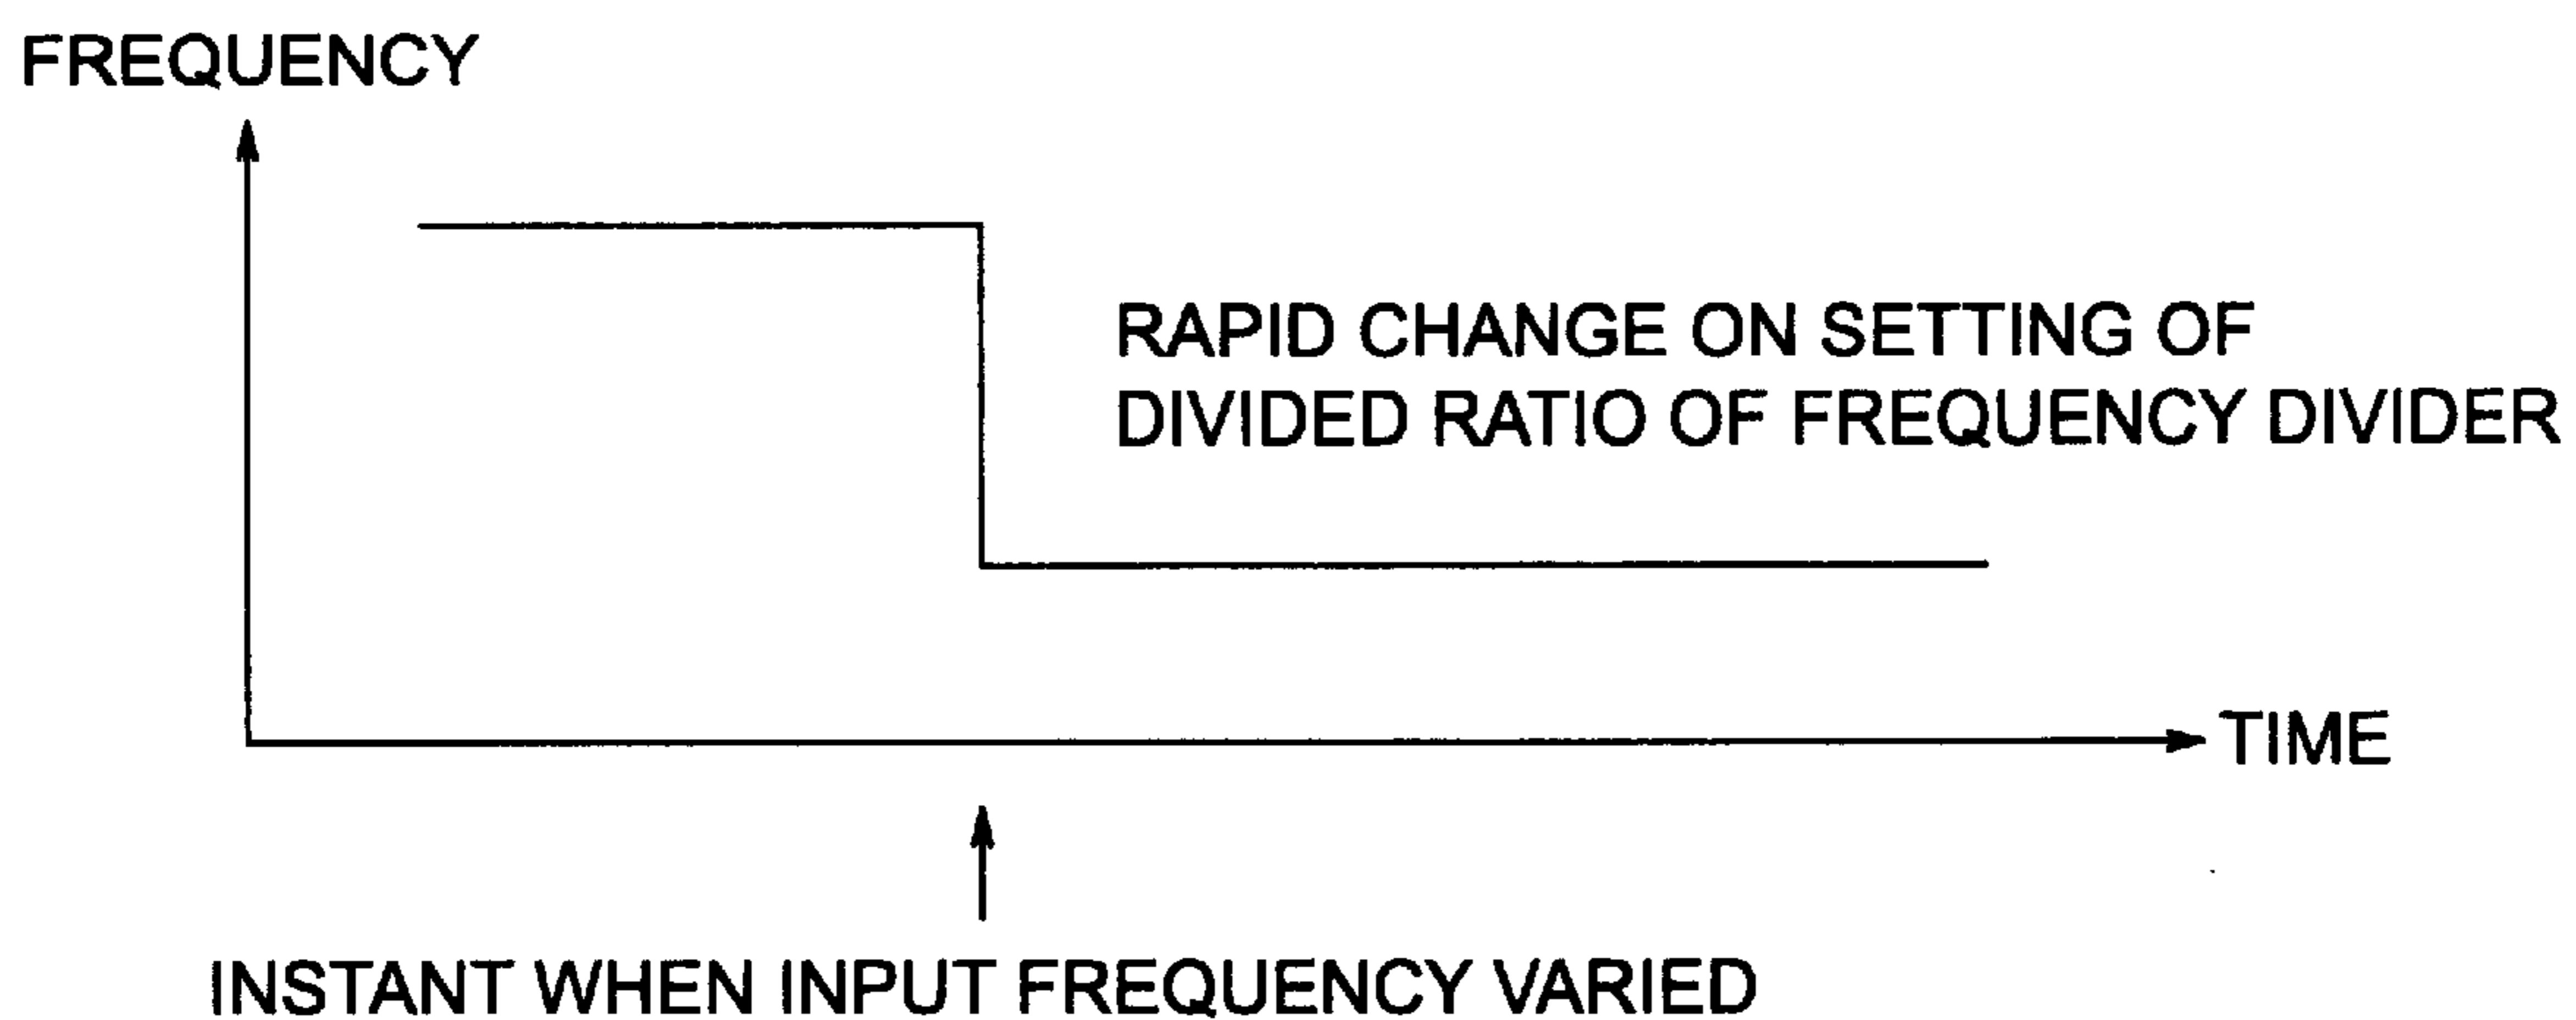 FREQUENCY
RAPID CHANGE ON SETTING OF
DIVIDED RATIO OF FREQUENCY DIVIDER
TIME
INSTANT WHEN INPUT FREQUENCY VARIED